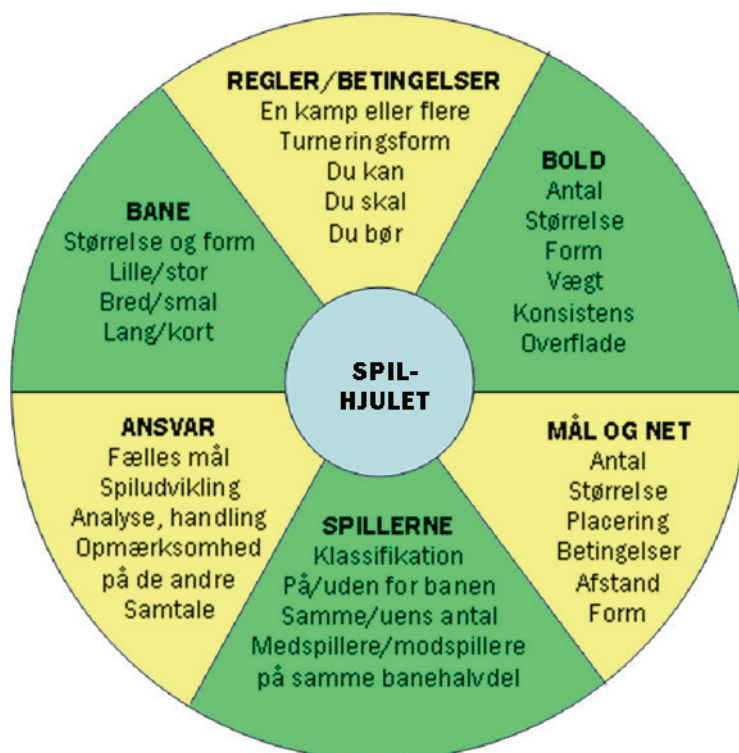 REGLER/BETINGELSER
En kamp eller flere
Turneringsform
Du kan
Du skal
Du bør
BOLD
Antal
Størrelse
Form
Vægt
Konsistens
Overflade
MÅL OG NET
Antal
Størrelse
Placering
Betingelser
Afstand
Form
SPILLERNE
Klassifikation
På/uden for banen
Samme/uens antal
Medspillere/modspillere
på samme banehalvdel
ANSVAR
Fælles mål
Spiludvikling
Analyse, handling
Opmærksomhed
på de andre
Samtale
BANE
Størrelse og form
Lille/stor
Bred/smal
Lang/kort
SPIL-
HJULET